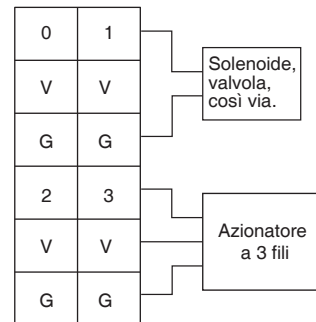 0 1
V V
G G
2 3
V V
G G
Solenoide,
valvola,
così via.
Azionatore
a 3 fili